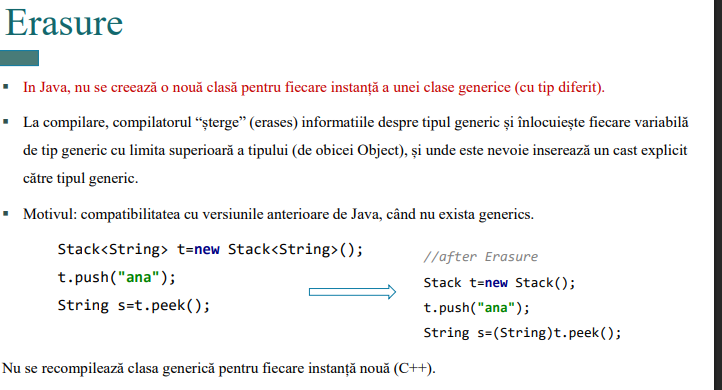 Erasure
▪ In Java, nu se creează o nouă clasă pentru fiecare instanță a unei clase generice (cu tip diferit).
▪ La compilare, compilatorul “șterge” (erases) informatiile despre tipul generic și înlocuiește fiecare variabilă
de tip generic cu limita superioară a tipului (de obicei Object), și unde este nevoie inserează un cast explicit
către tipul generic.
▪ Motivul: compatibilitatea cu versiunile anterioare de Java, când nu exista generics.
Stack<String> t=new Stack<String>();
t.push("ana");
String s=t.peek();
//after Erasure
Stack t=new Stack();
t.push("ana");
String s=(String)t.peek();
Nu se recompilează clasa generică pentru fiecare instanță nouă (C++).